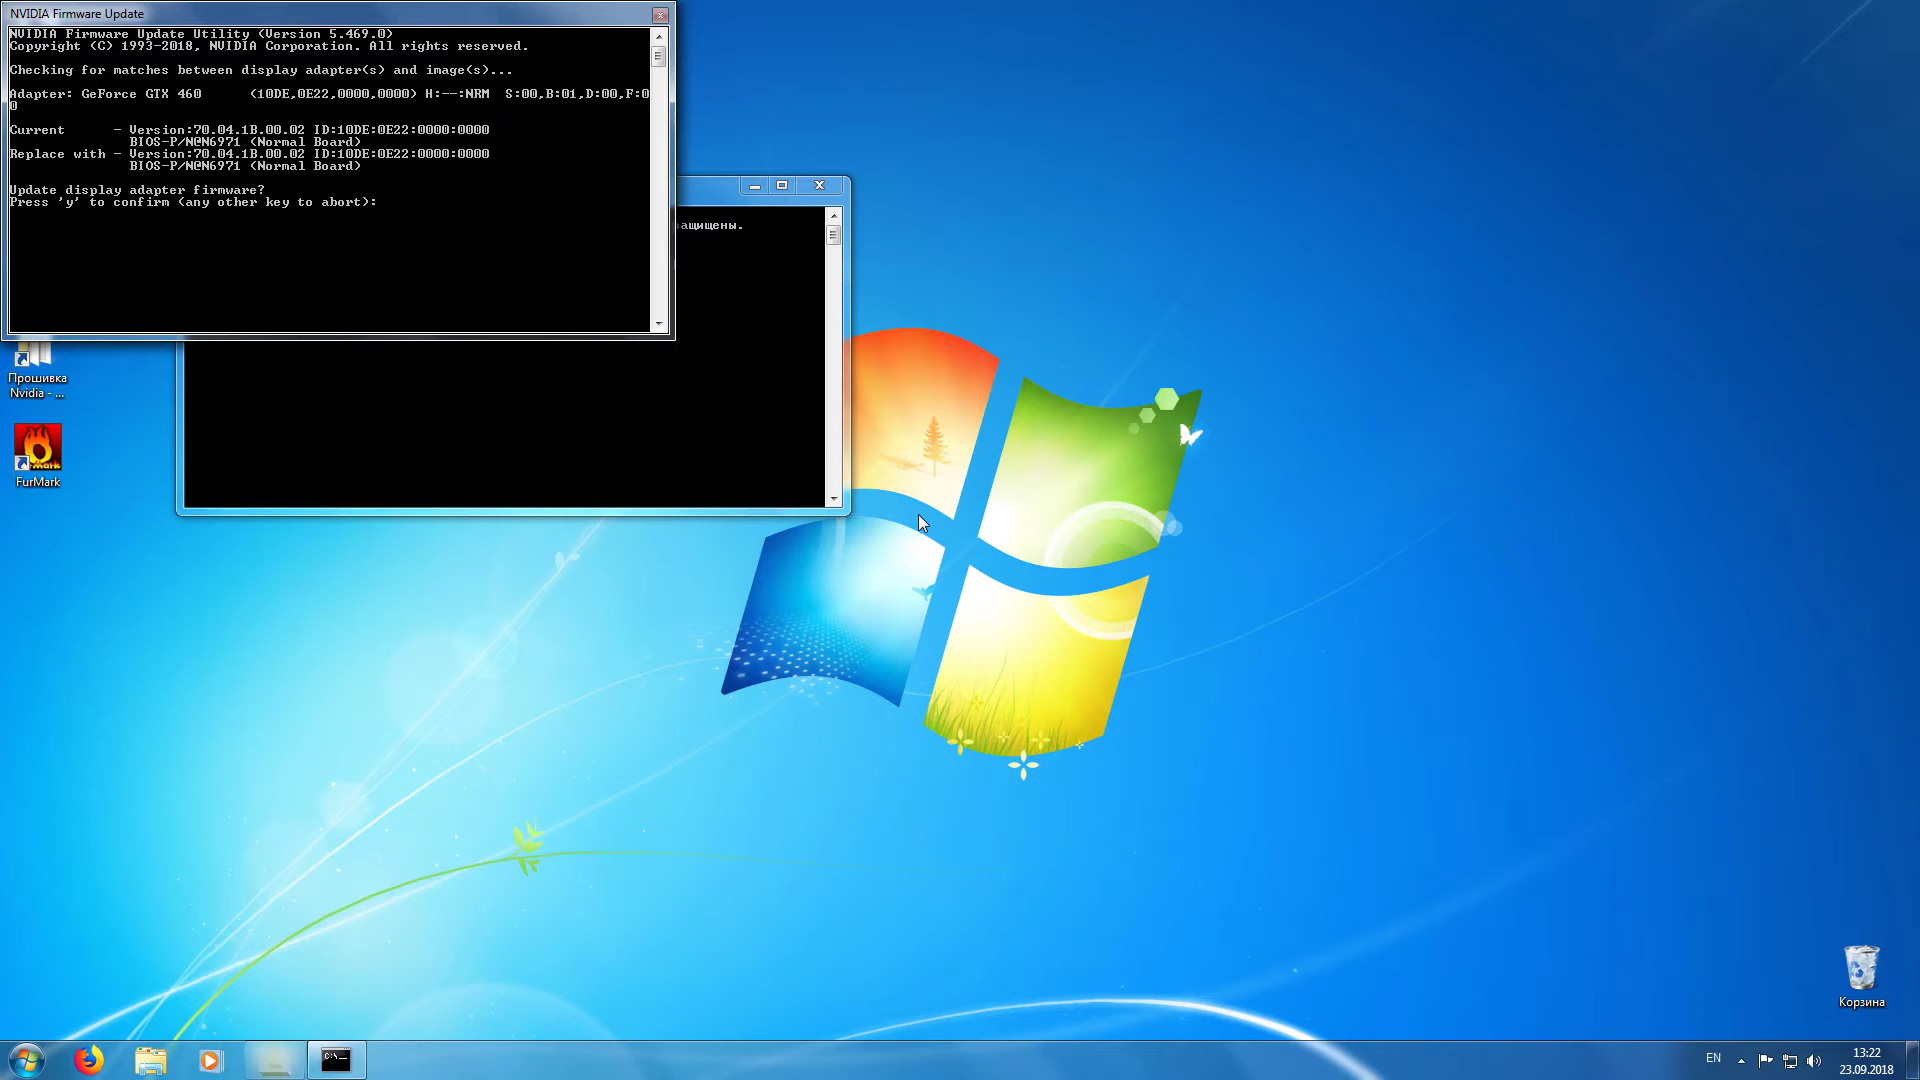 NVIDIA Firmware Update
NVIDIA Firmware Update Utility (Version 5.469.0)
Copyright (C) 1993-2018, NVIDIA Corporation. All rights reserved.
Checking for matches between display adapter(s) and image(s)...
Adapter: GeForce GTX 460      (10DE,0E22,0000,0000) H:--:NRM  S:00,B:01,D:00,F:0
0
Current      - Version:70.04.1B.00.02 ID:10DE:0E22:0000:0000
BIOS-P/N@N6971 (Normal Board)
Replace with - Version:70.04.1B.00.02 ID:10DE:0E22:0000:0000
BIOS-P/N@N6971 (Normal Board)
Update display adapter firmware?
Press 'y' to confirm (any other key to abort):
защищены.
Прошивка
Nvidia - ...
FurMark
Корзина
C:\_
EN
13:22
23.09.2018